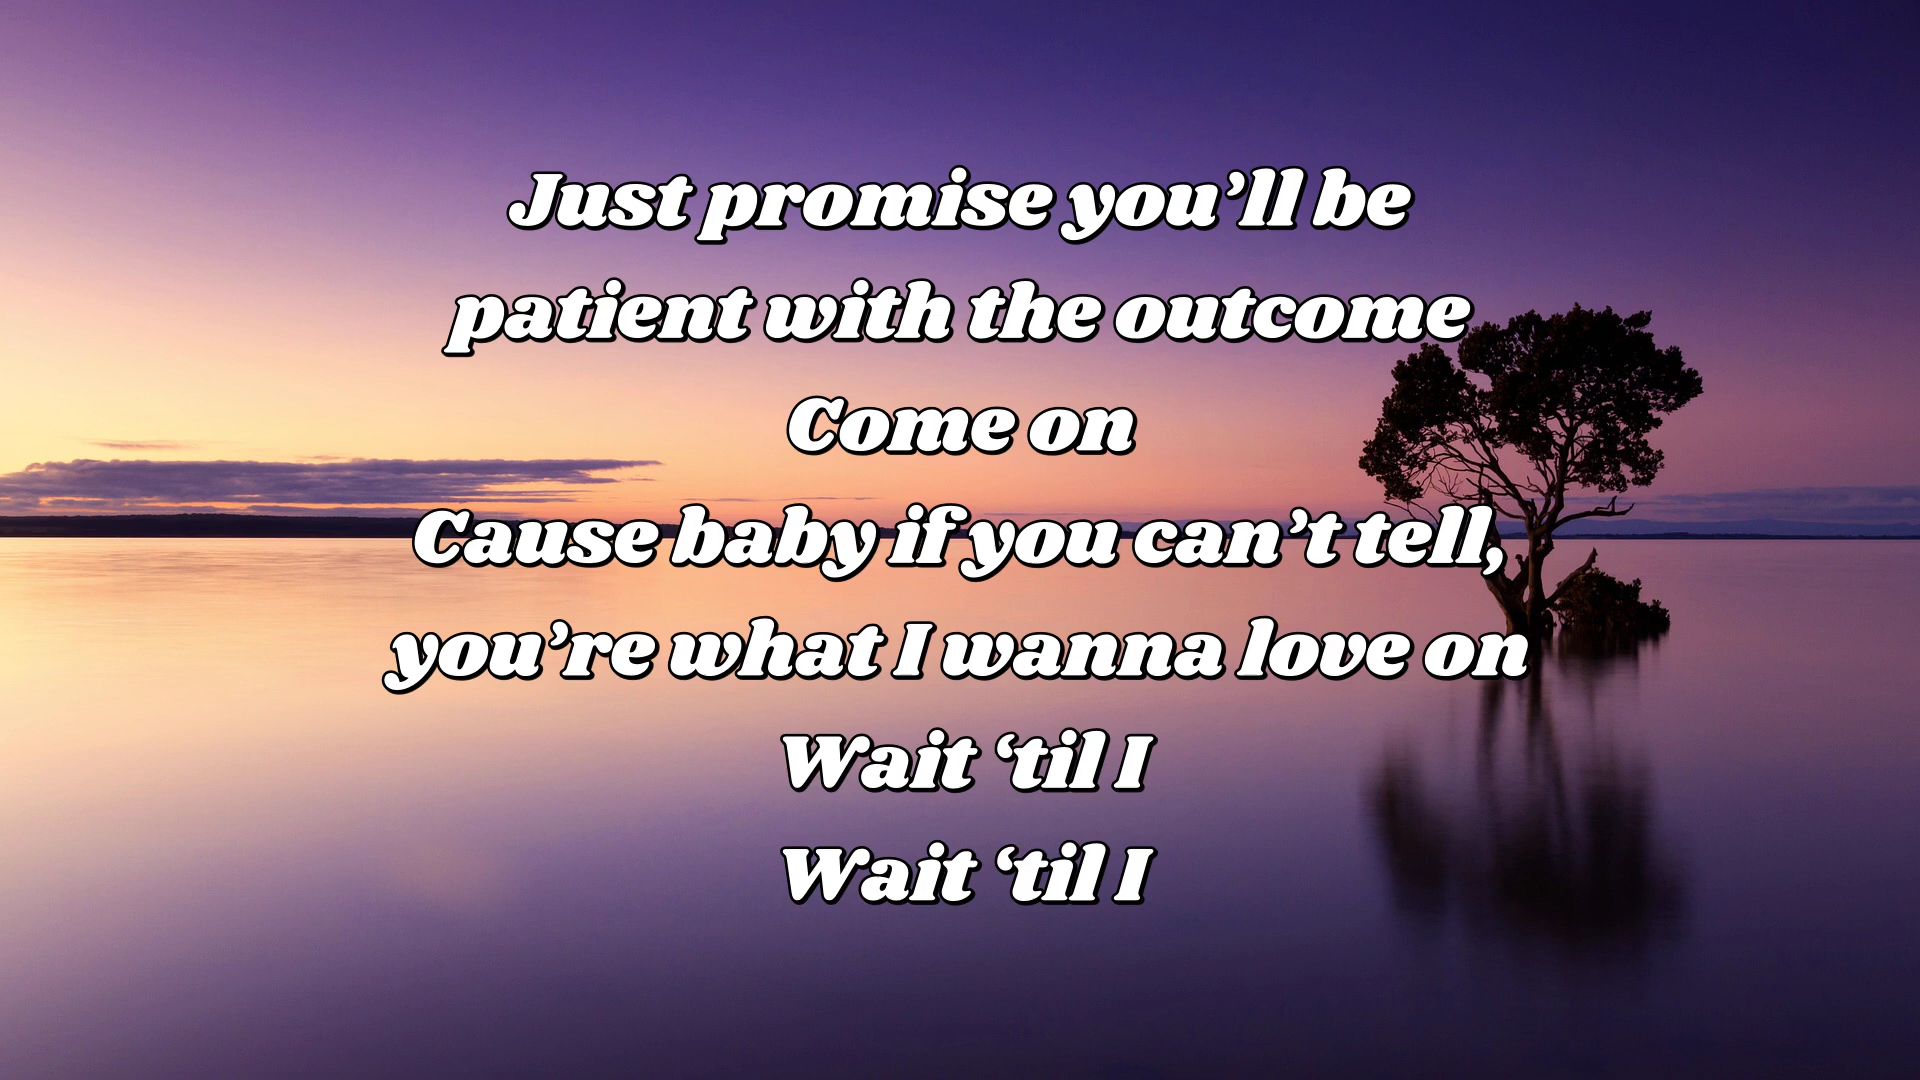 Just promise you’ll be
patient with the outcome
Come on
Cause baby if you can’t tell,
you’re what I wanna love on
Wait ‘til I
Wait ‘til I